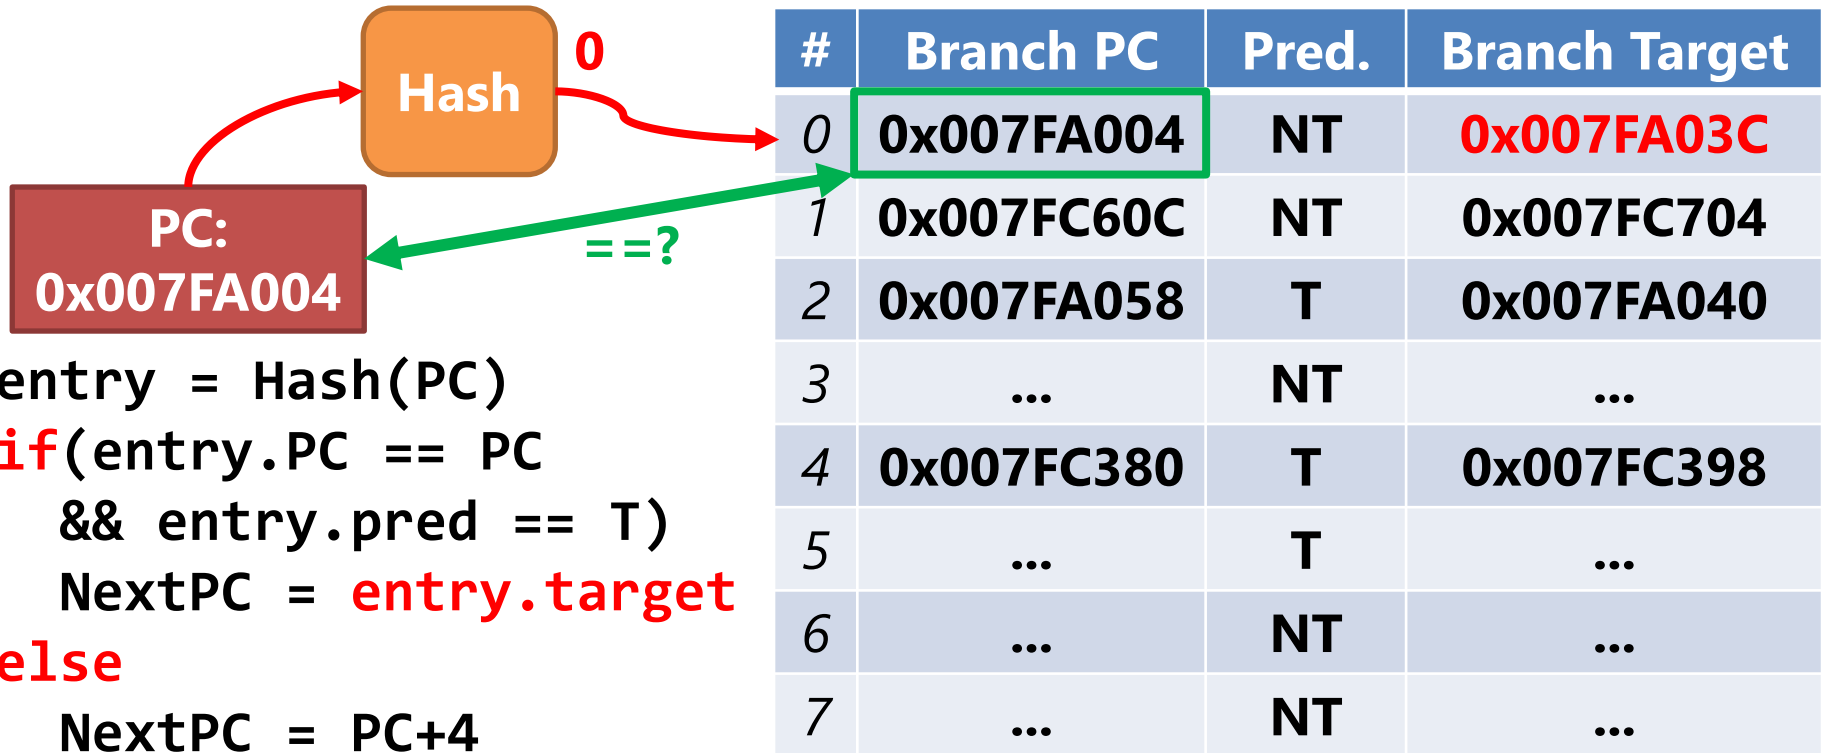 Hash
0
PC:
0x007FA004
==?
entry = Hash(PC)
if(entry.PC == PC
&& entry.pred == T)
NextPC = entry.target
else
NextPC = PC+4
# Branch PC Pred. Branch Target
0 0x007FA004 NT 0x007FA03C
1 0x007FC60C NT 0x007FC704
2 0x007FA058 T 0x007FA040
3 ... NT ...
4 0x007FC380 T 0x007FC398
5 ... T ...
6 ... NT ...
7 ... NT ...